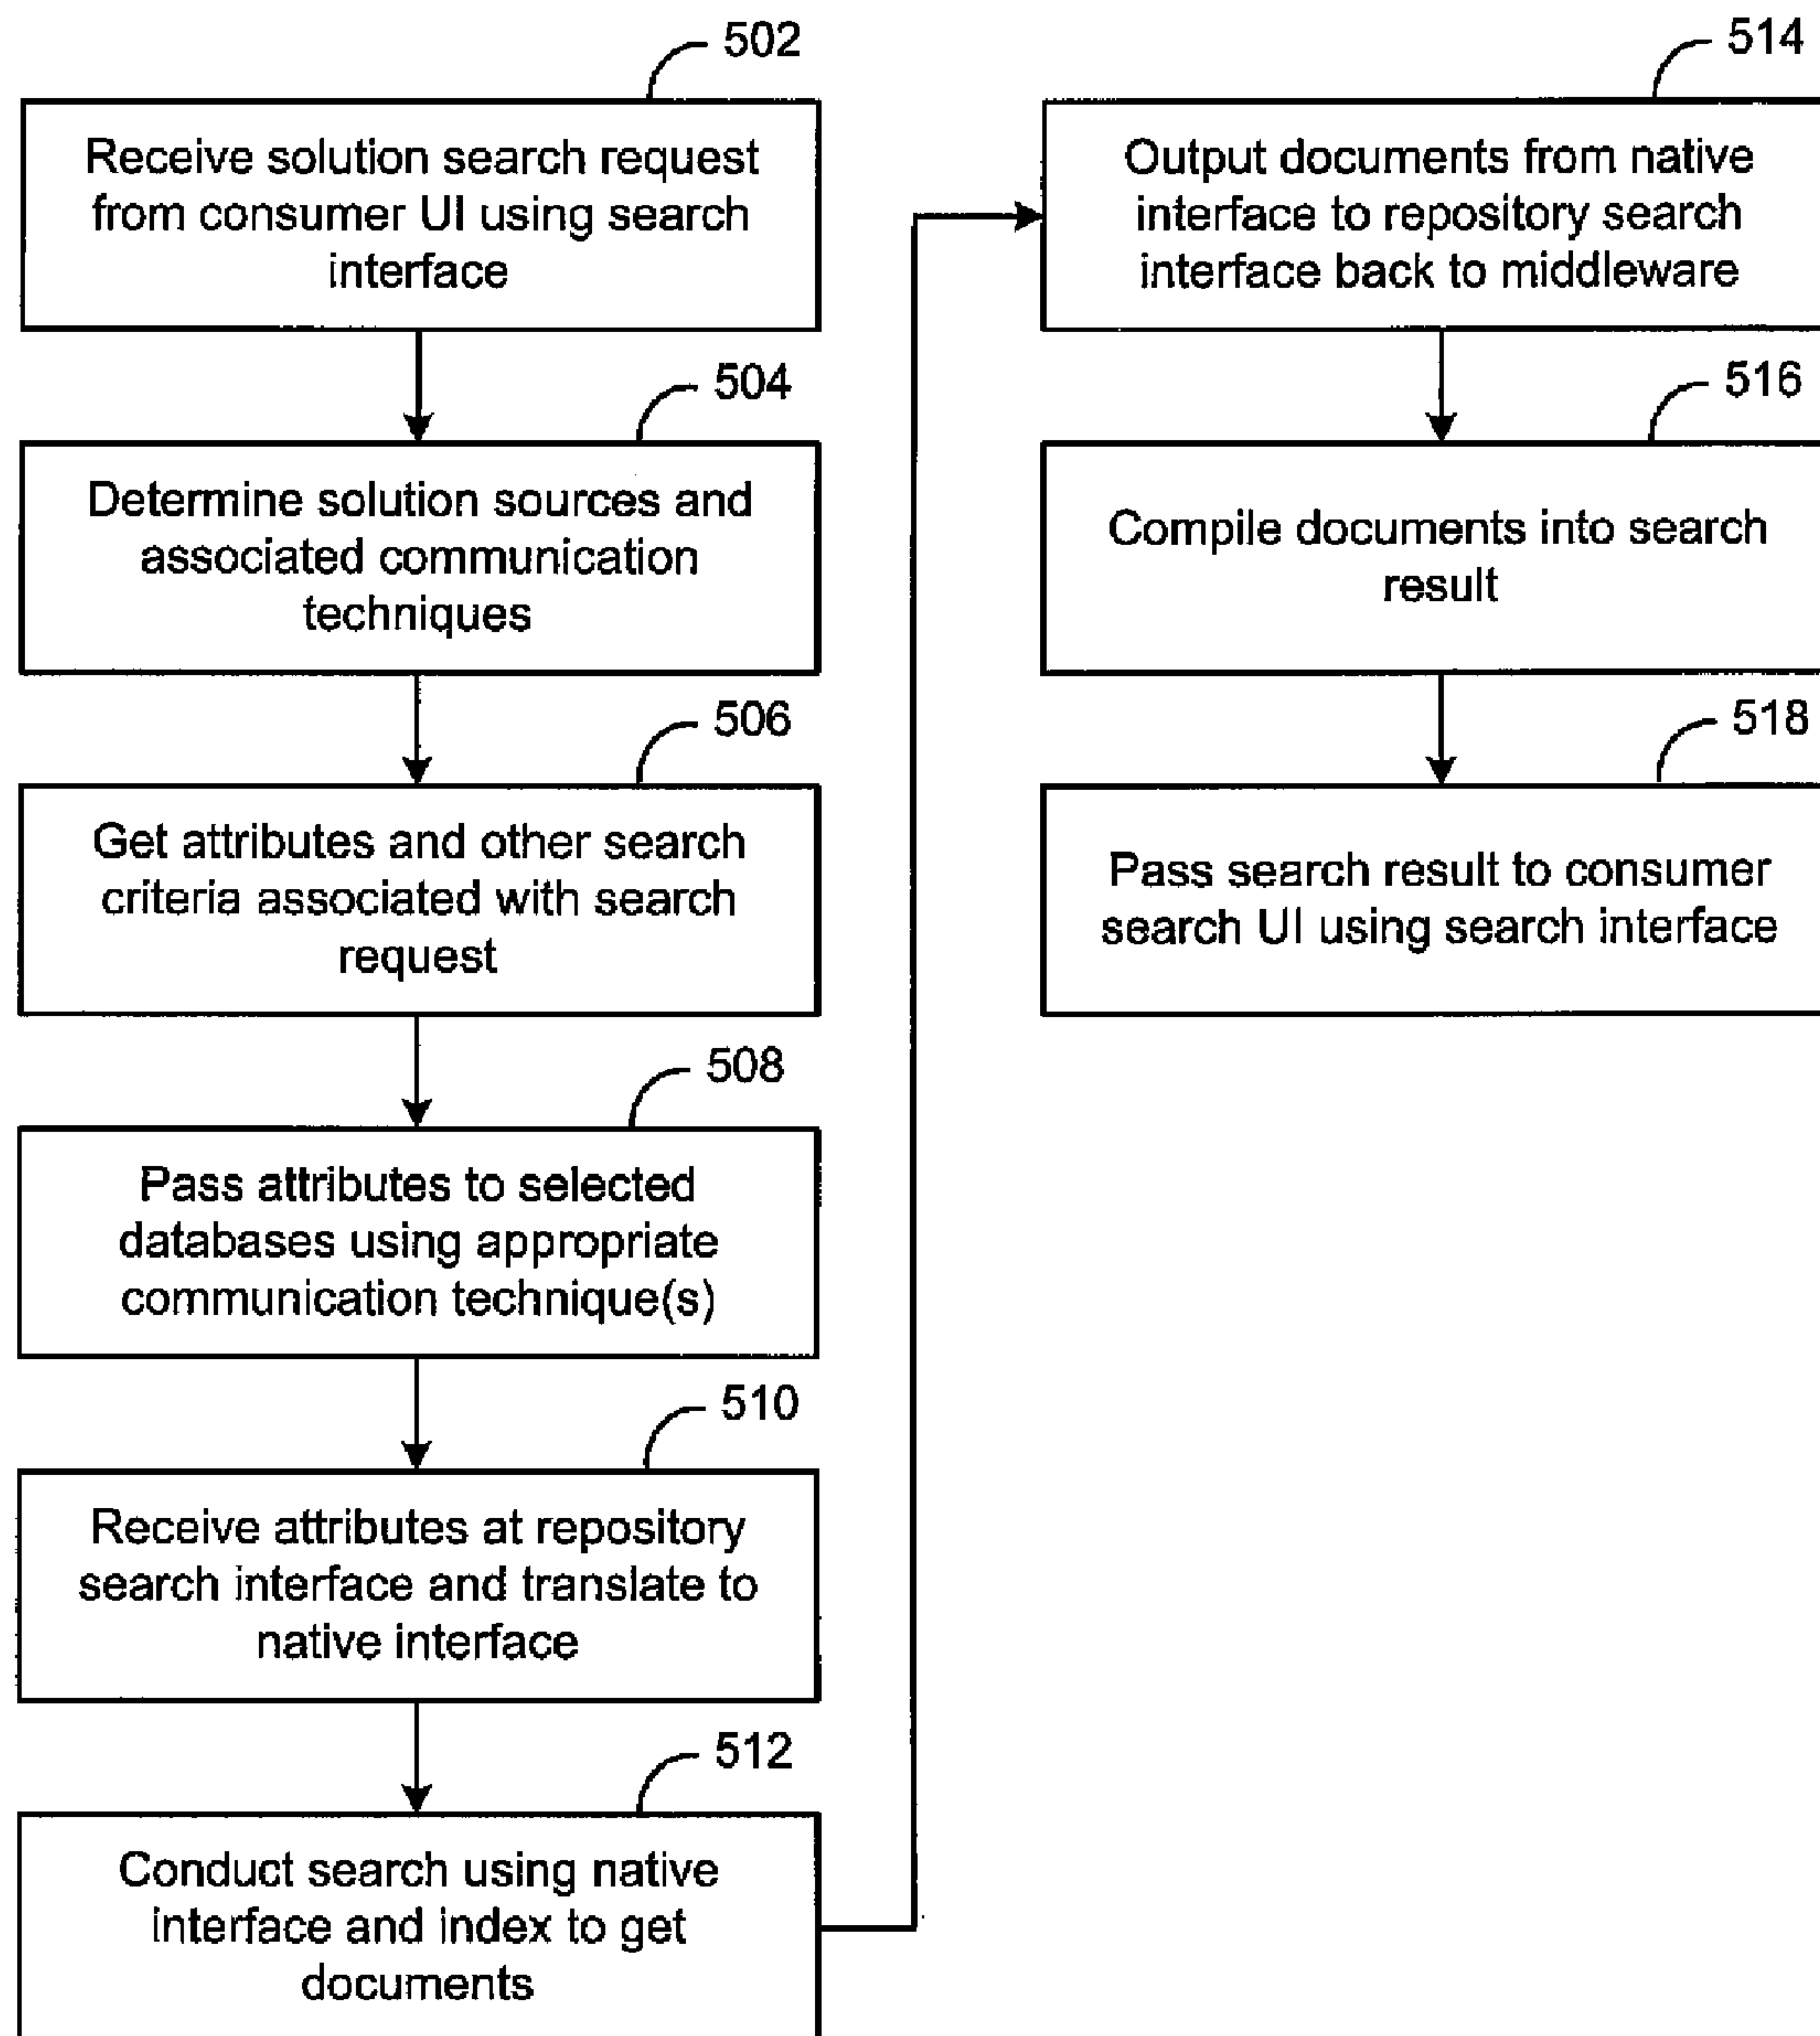 502
Receive solution search request
from consumer UI using search
interface
504
Determine solution sources and
associated communication
techniques
506
Get attributes and other search
criteria associated with search
request
508
Pass attributes to selected
databases using appropriate
communication technique(s)
510
Receive attributes at repository
search interface and translate to
native interface
512
Conduct search using native
interface and index to get
documents
514
Output documents from native
interface to repository search
interface back to middleware
516
Compile documents into search
result
518
Pass search result to consumer
search UI using search interface